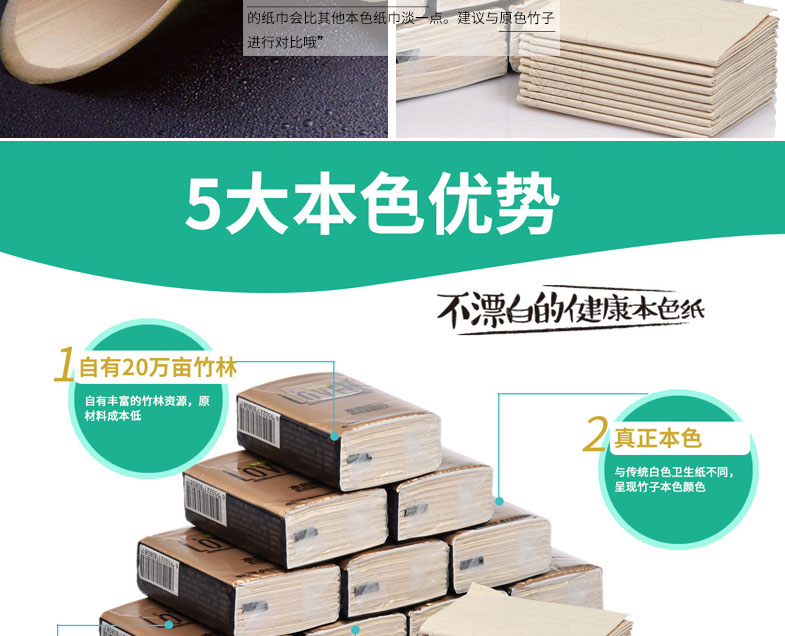 的纸巾会比其他本色纸巾淡一点。建议与原色竹子
进行对比哦”
5大本色优势
不漂白的健康本色纸
1 自有20万亩竹林
自有丰富的竹林资源，原
材料成本低
2 真正本色
与传统白色卫生纸不同，
呈现竹子本色颜色